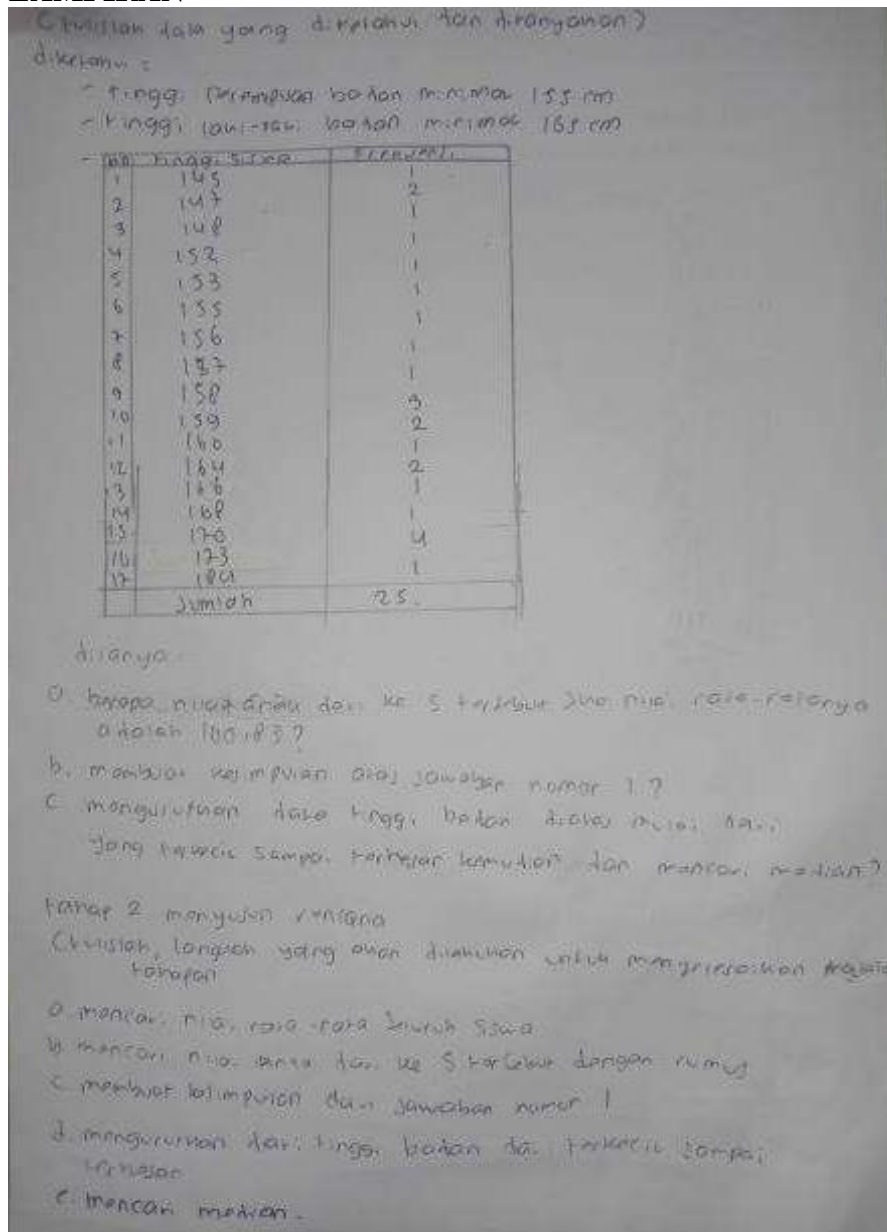 (tuliskan data yang diketahui dan ditanyakan)
diketahui :
- tinggi perempuan badan minimal 155 cm
- tinggi laki-laki badan minimal 165 cm
- no tinggi siswa frekuensi
1 145 1
2 147 2
3 148 1
4 152 1
5 153 1
6 155 1
7 156 1
8 157 1
9 158 1
10 159 3
11 160 2
12 164 1
13 166 2
14 168 1
15 170 1
16 173 4
17 184 1
Jumlah 25.
ditanya :
a. berapa nilai dari ke 5 tersebut jika nilai rata-ratanya
adalah 160,83?
b. membuat kesimpulan atas jawaban nomor 1?
c. mengurutkan data tinggi badan diatas mulai dari
yang terkecil sampai terbesar kemudian dan mencari median?
tahap 2 menyusun rencana
(tulislah langkah yang akan dilakukan untuk
tahapan
a. mencari nilai rata-rata seluruh siswa
b. mencari nilai dari ke 5 tersebut dengan rumus
c. membuat kesimpulan dari jawaban nomor 1
d. mengurutkan dari tinggi badan dari terkecil sampai
terbesar
e. mencari median.